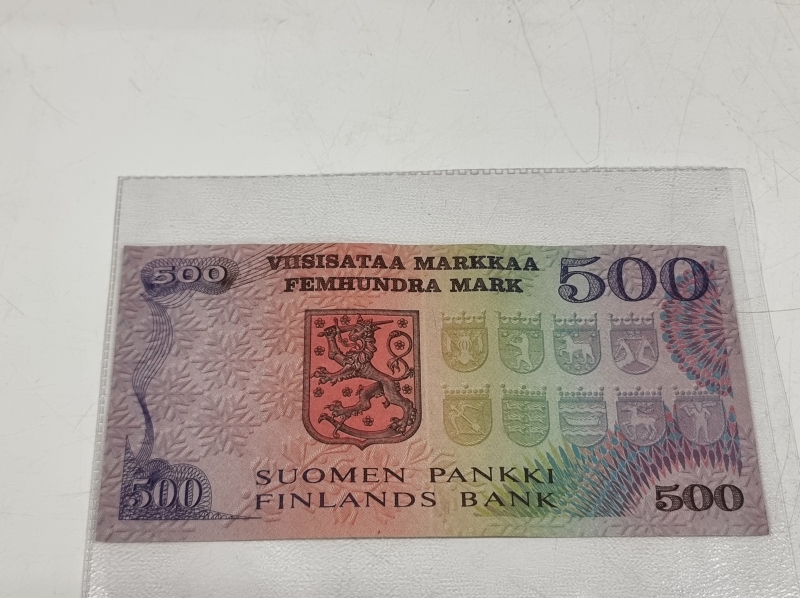 500
VIISISATAA MARKKAA
FEMHUNDRA MARK
500
SUOMEN PANKKI
FINLANDS BANK
500
500